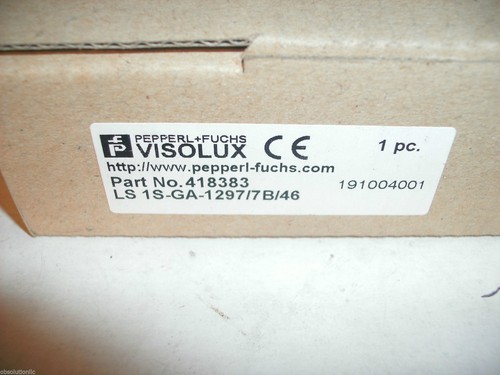 PEPPERL+FUCHS
VISOLUX CE 1 pc.
http://www.pepperl-fuchs.com
Part No. 418383 191004001
LS 1S-GA-1297/7B/46
obsolutionllc